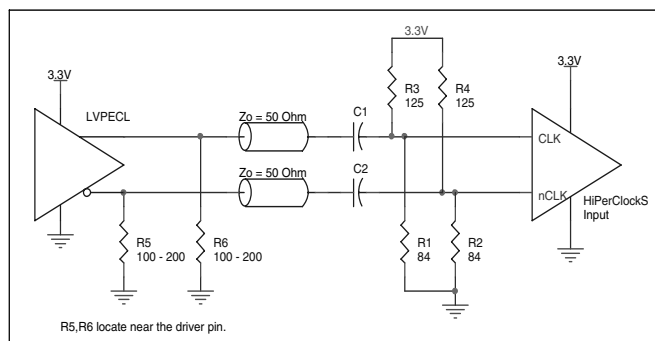 3.3V
3.3V
3.3V
R3
125
R4
125
LVPECL
Zo = 50 Ohm
C1
CLK
Zo = 50 Ohm
C2
nCLK
HiPerClockS
Input
R5
100 - 200
R6
100 - 200
R1
84
R2
84
R5,R6 locate near the driver pin.